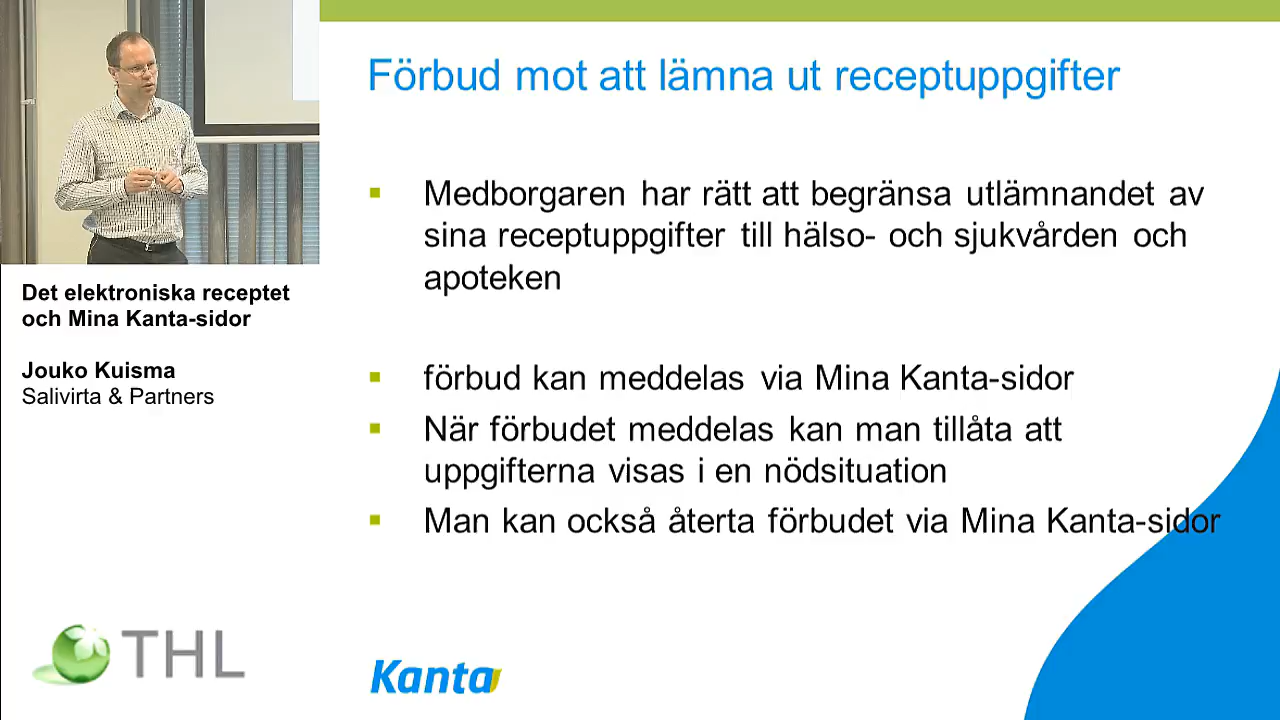 Förbud mot att lämna ut receptuppgifter
Medborgaren har rätt att begränsa utlämnandet av
sina receptuppgifter till hälso- och sjukvården och
apoteken
förbud kan meddelas via Mina Kanta-sidor
När förbudet meddelas kan man tillåta att
uppgifterna visas i en nödsituation
Man kan också återta förbudet via Mina Kanta-sidor
Det elektroniska receptet
och Mina Kanta-sidor
Jouko Kuisma
Salivirta & Partners
THL
Kanta